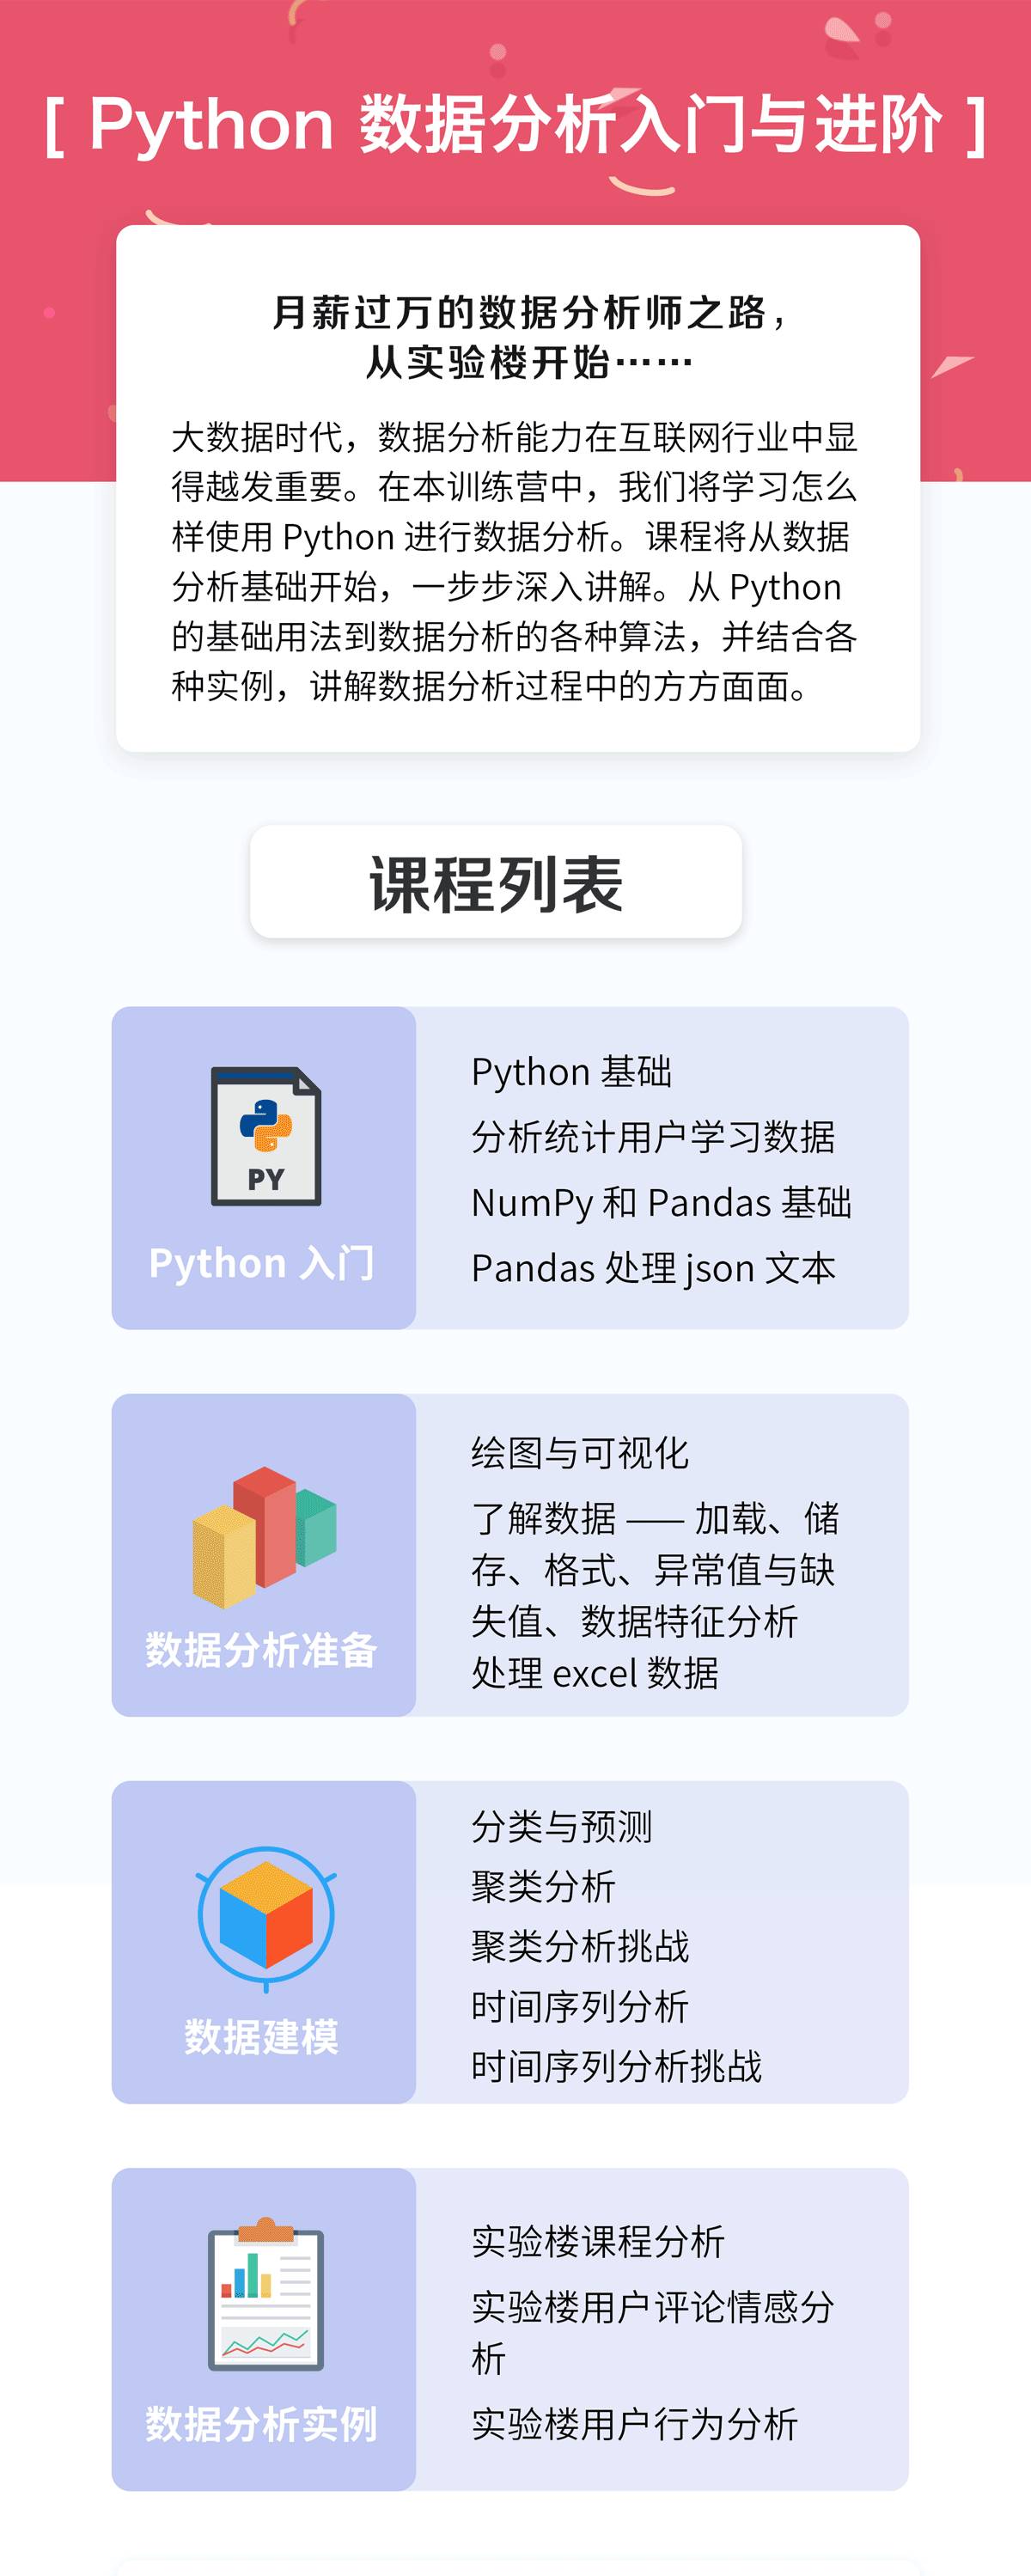 [ Python 数据分析入门与进阶 ]
月薪过万的数据分析师之路，
从实验楼开始……
大数据时代，数据分析能力在互联网行业中显
得越发重要。在本训练营中，我们将学习怎么
样使用 Python 进行数据分析。课程将从数据
分析基础开始，一步步深入讲解。从 Python
的基础用法到数据分析的各种算法，并结合各
种实例，讲解数据分析过程中的方方面面。
课程列表
PY
Python 入门
Python 基础
分析统计用户学习数据
NumPy 和 Pandas 基础
Pandas 处理 json 文本
数据分析准备
绘图与可视化
了解数据 —— 加载、储
存、格式、异常值与缺
失值、数据特征分析
处理 excel 数据
数据建模
分类与预测
聚类分析
聚类分析挑战
时间序列分析
时间序列分析挑战
数据分析实例
实验楼课程分析
实验楼用户评论情感分
析
实验楼用户行为分析